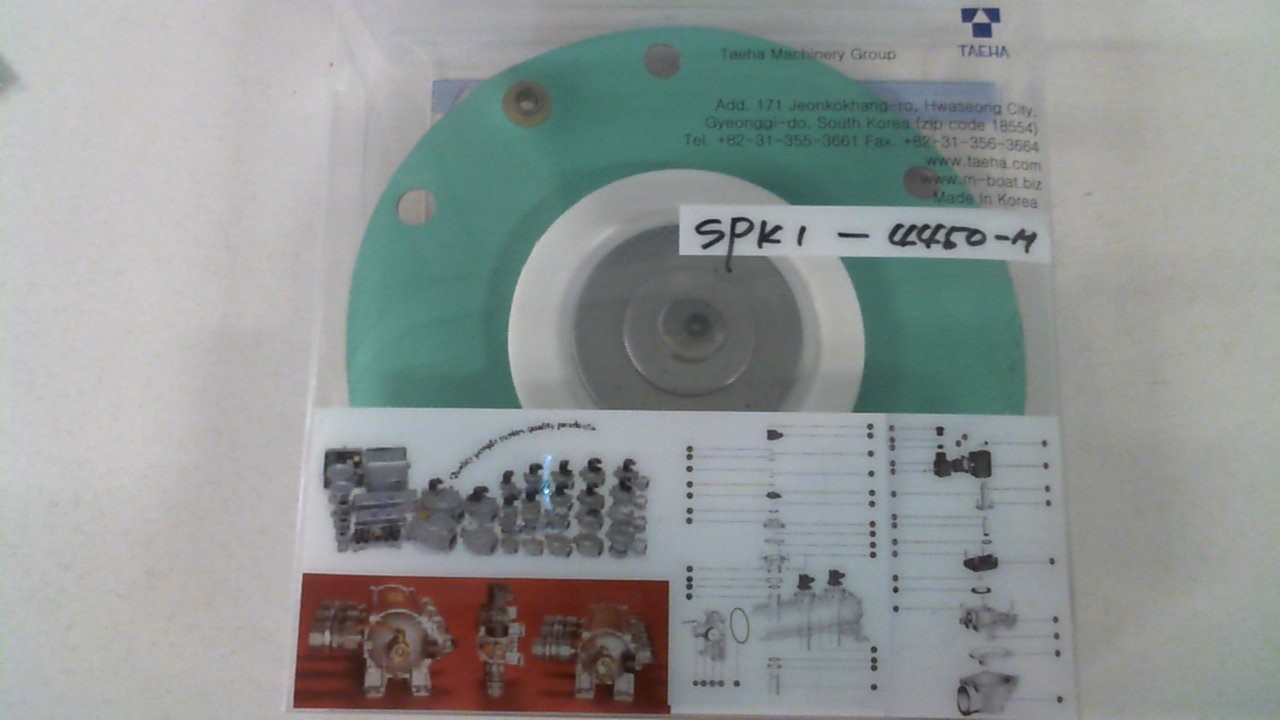 TAEHA
Taeha Machinery Group
Add. 171 Jeonkokhang-ro, Hwaseong City,
Gyeonggi-do, South Korea (zip code 18554)
Tel. +82-31-355-3661 Fax. +82-31-356-3664
www.taeha.com
www.m-boat.biz
Made In Korea
SPK1 - 4450-M
quality products